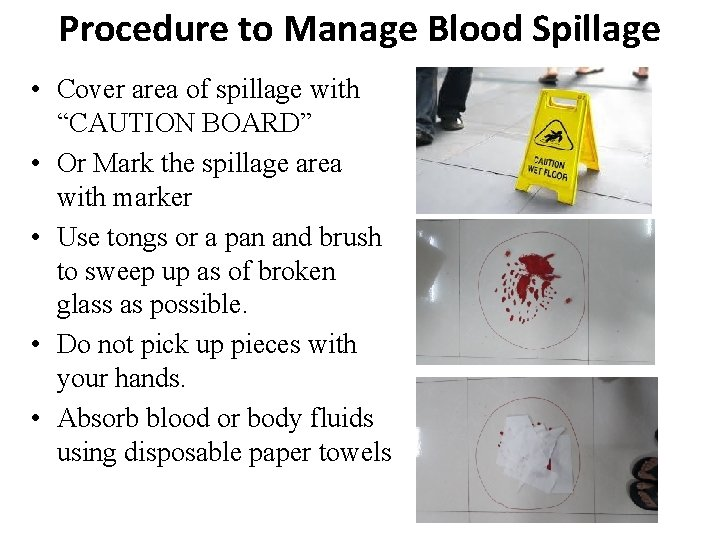 Procedure to Manage Blood Spillage
• Cover area of spillage with
“CAUTION BOARD”
• Or Mark the spillage area
with marker
• Use tongs or a pan and brush
to sweep up as of broken
glass as possible.
• Do not pick up pieces with
your hands.
• Absorb blood or body fluids
using disposable paper towels
CAUTION
WET FLOOR